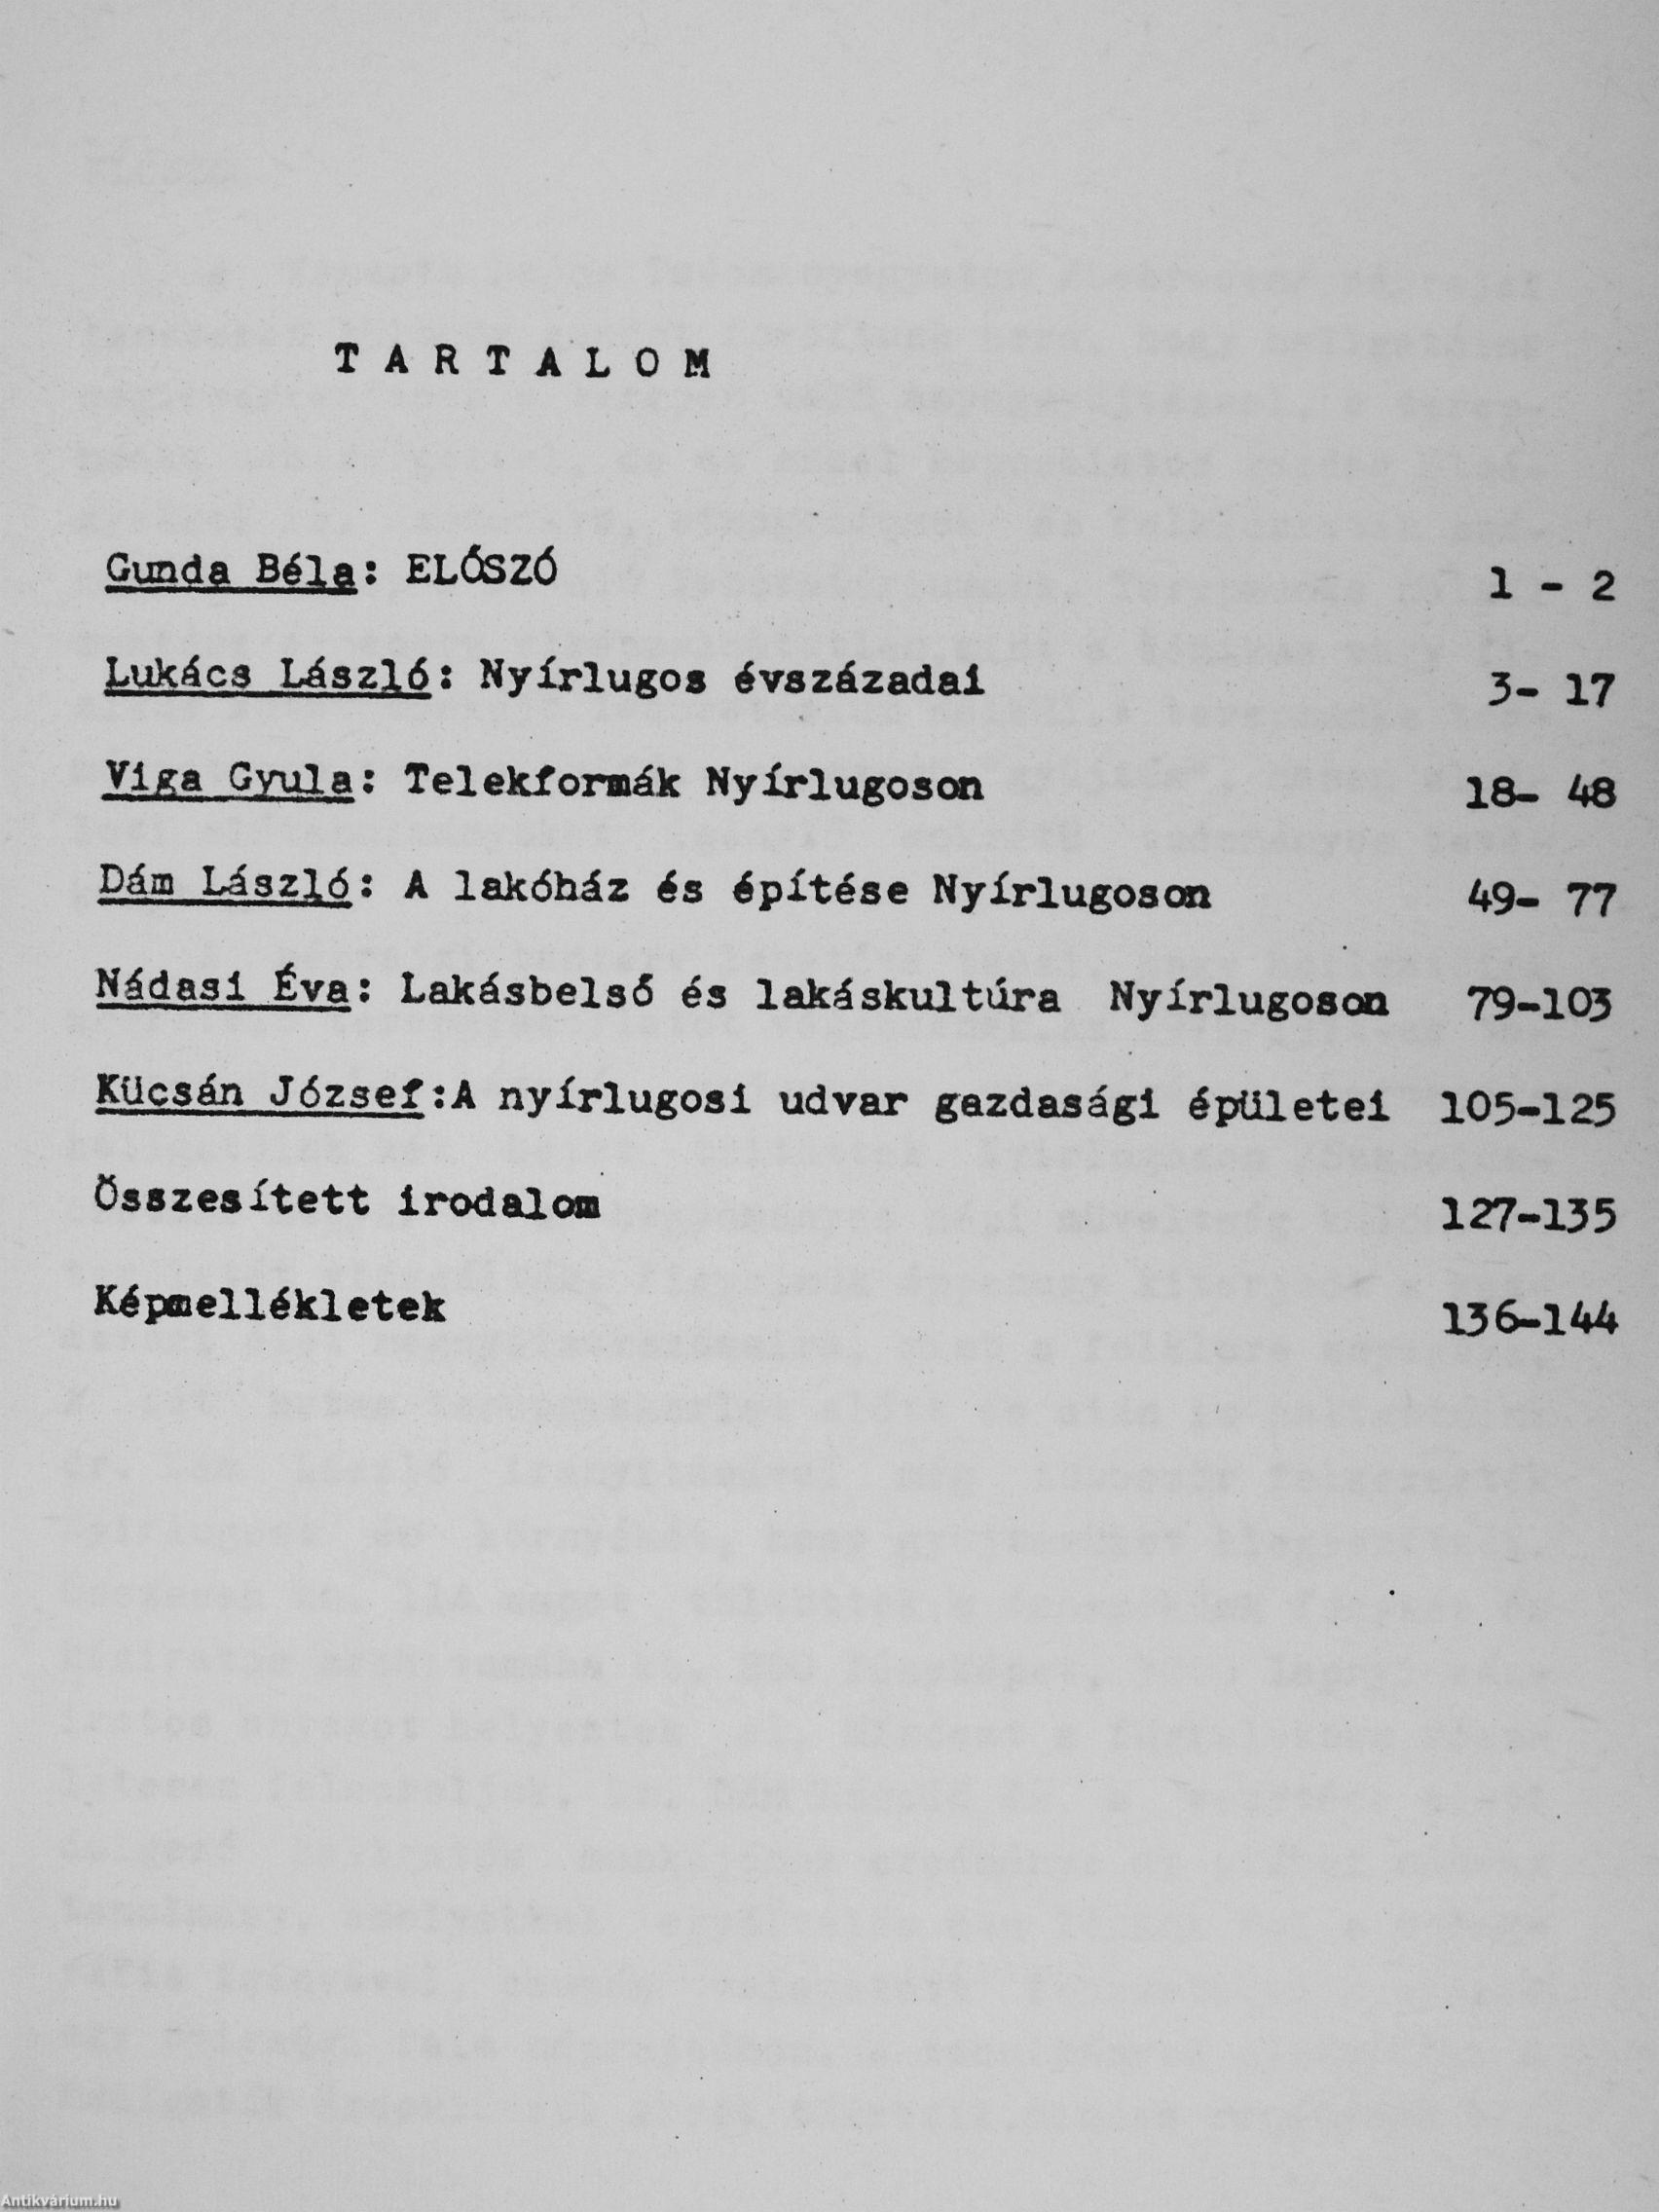 T A R T A L O M
Gunda Béla: ELŐSZÓ 1 - 2
Lukács László: Nyírlugos évszázadai 3- 17
Viga Gyula: Telekformák Nyírlugoson 18- 48
Dám László: A lakóház és építése Nyírlugoson 49- 77
Nádasi Éva: Lakásbelső és lakáskultúra Nyírlugoson 79-103
Kücsán József:A nyírlugosi udvar gazdasági épületei 105-125
Összesített irodalom 127-135
Képmellékletek 136-144
Antikvárium.hu